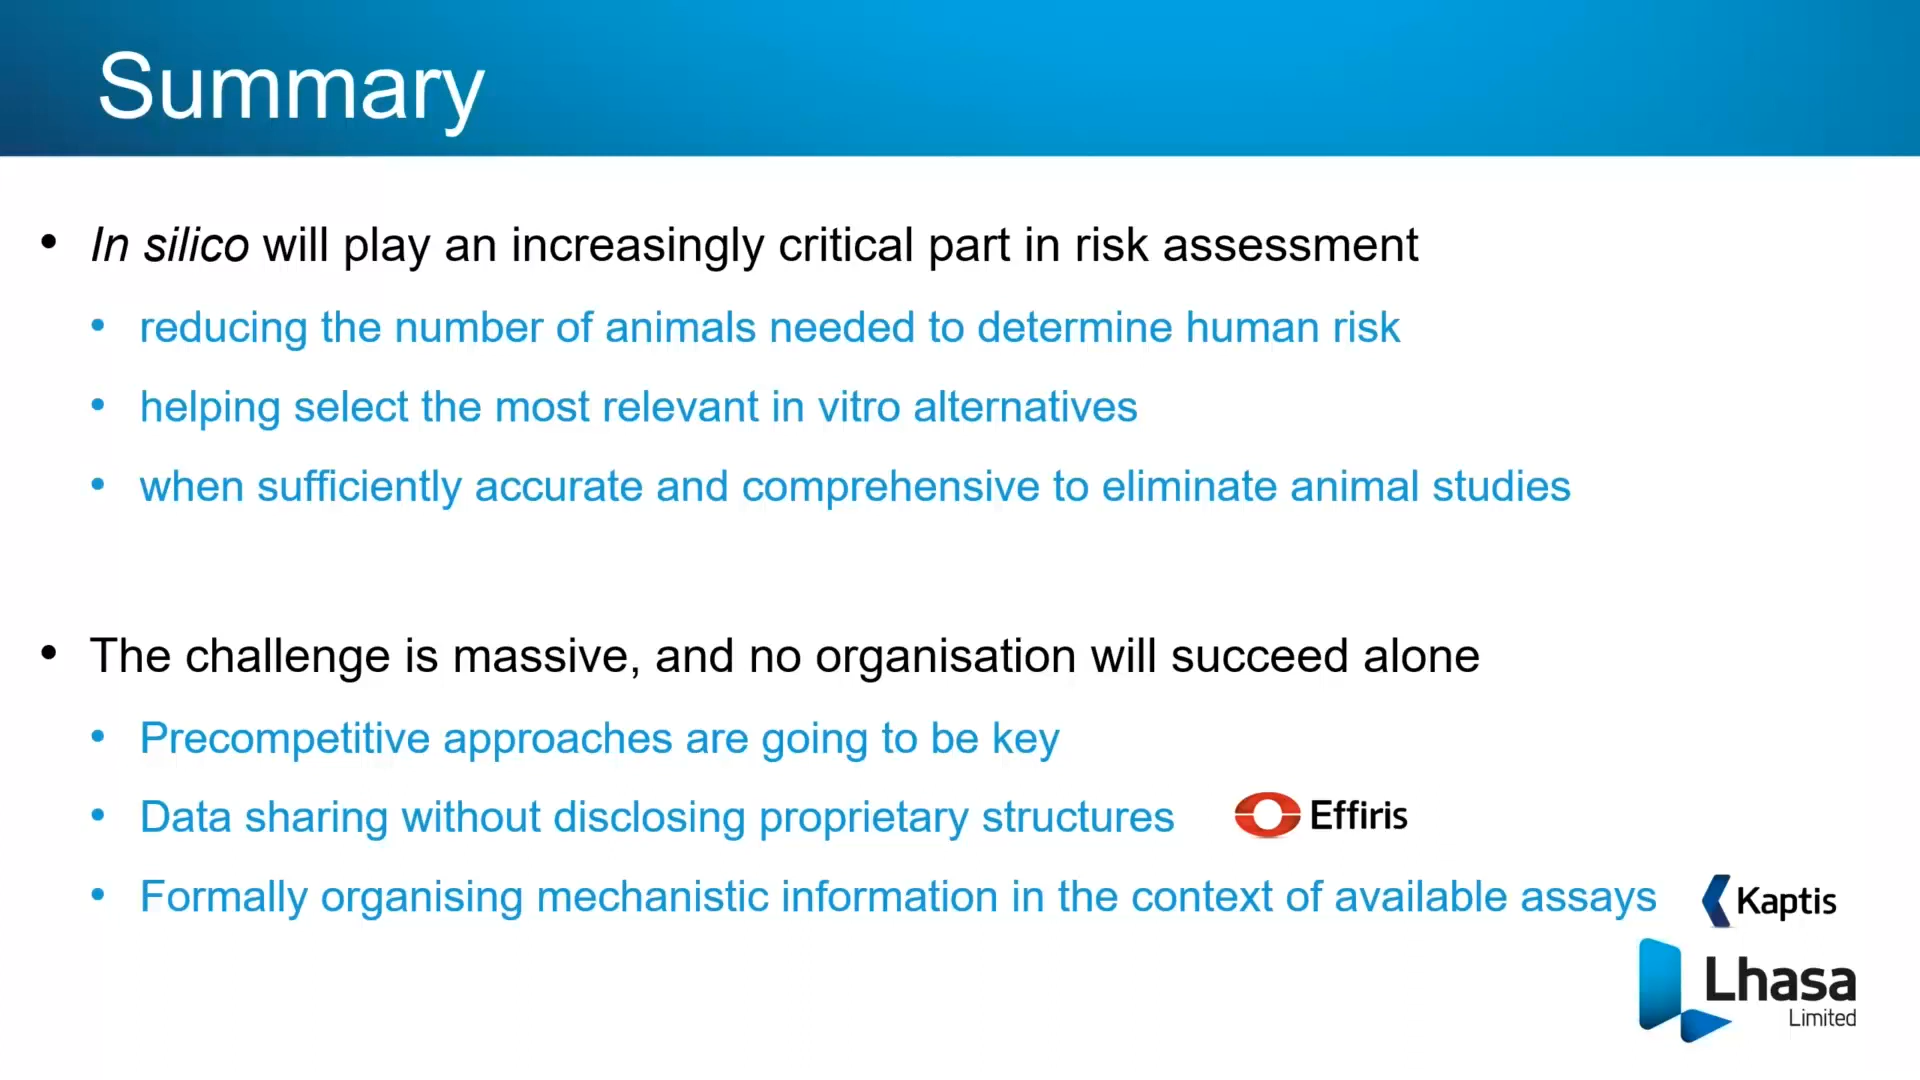 Summary
• In silico will play an increasingly critical part in risk assessment
• reducing the number of animals needed to determine human risk
• helping select the most relevant in vitro alternatives
• when sufficiently accurate and comprehensive to eliminate animal studies
• The challenge is massive, and no organisation will succeed alone
• Precompetitive approaches are going to be key
• Data sharing without disclosing proprietary structures
Effiris
• Formally organising mechanistic information in the context of available assays
Kaptis
Lhasa
Limited